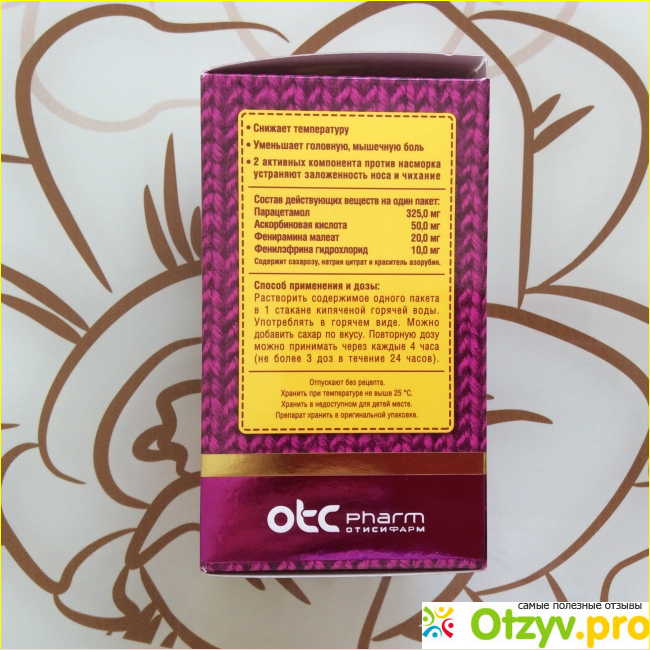 • Снижает температуру
• Уменьшает головную, мышечную боль
• 2 активных компонента против насморка
устраняют заложенность носа и чихание
Состав действующих веществ на один пакет:
Парацетамол 325,0 мг
Аскорбиновая кислота 50,0 мг
Фенирамина малеат 20,0 мг
Фенилэфрина гидрохлорид 10,0 мг
Содержит сахарозу, натрия цитрат и краситель азорубин.
Способ применения и дозы:
Растворить содержимое одного пакета
в 1 стакане кипяченой горячей воды.
Употреблять в горячем виде. Можно
добавить сахар по вкусу. Повторную дозу
можно принимать через каждые 4 часа
(не более 3 доз в течение 24 часов).
Отпускают без рецепта.
Хранить при температуре не выше 25 °С.
Хранить в недоступном для детей месте.
Препарат хранить в оригинальной упаковке.
otc pharm
ОТИСИФАРМ
самые полезные отзывы
Otzyv.pro